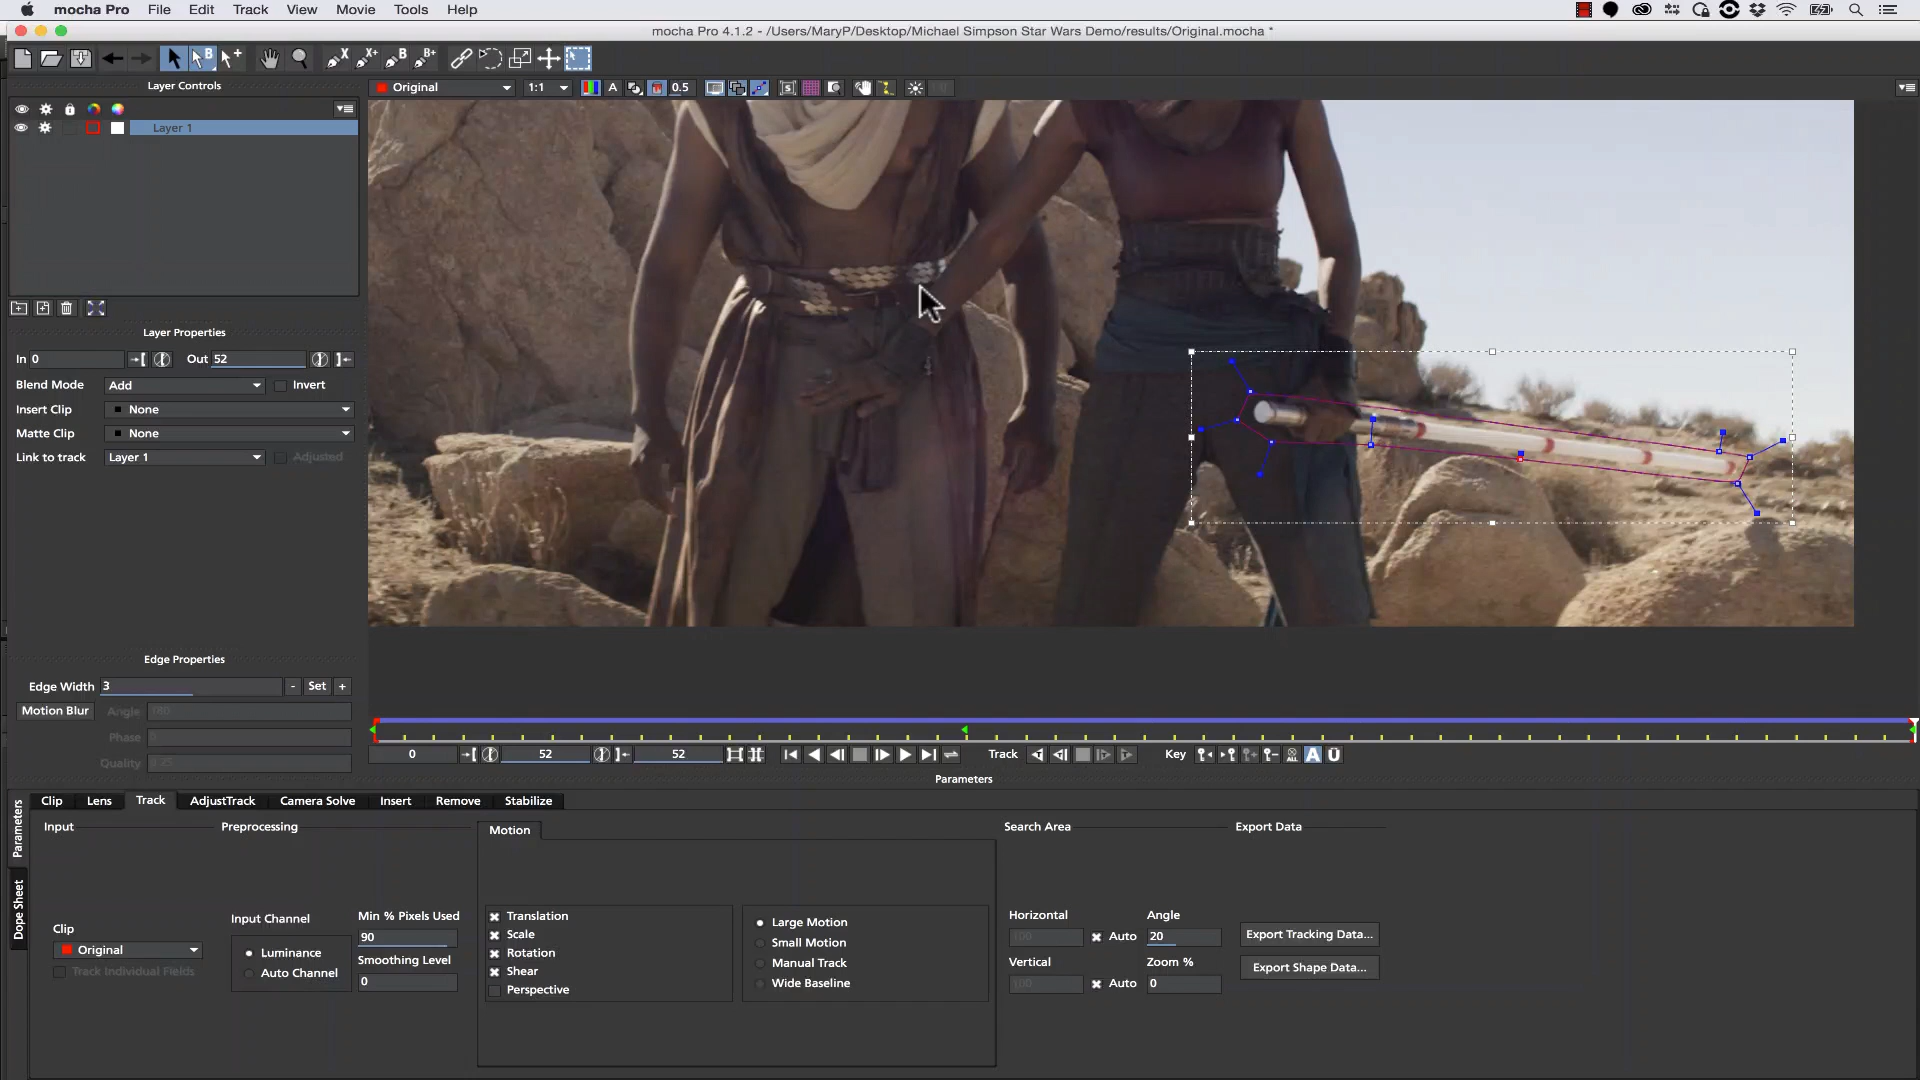 mocha Pro File Edit Track View Movie Tools Help
mocha Pro 4.1.2 - /Users/MaryP/Desktop/Michael Simpson Star Wars Demo/results/Original.mocha *
Layer Controls
Original 1:1 A 0.5
Layer 1
Layer Properties
In 0 Out 52
Blend Mode Add Invert
Insert Clip None
Matte Clip None
Link to track Layer 1 Adjusted
Edge Properties
Edge Width 3 - Set +
Motion Blur Angle 180
Phase 0
Quality 0.25
0 52 52 Track Key A Ü
Parameters
Clip Lens Track AdjustTrack Camera Solve Insert Remove Stabilize
Parameters
Dope Sheet
Input Preprocessing Motion Search Area Export Data
Clip
Original
Track Individual Fields
Input Channel
Luminance
Auto Channel
Min % Pixels Used
90
Smoothing Level
0
Translation
Scale
Rotation
Shear
Perspective
Large Motion
Small Motion
Manual Track
Wide Baseline
Horizontal Angle
100 Auto 20
Vertical Zoom %
100 Auto 0
Export Tracking Data...
Export Shape Data...